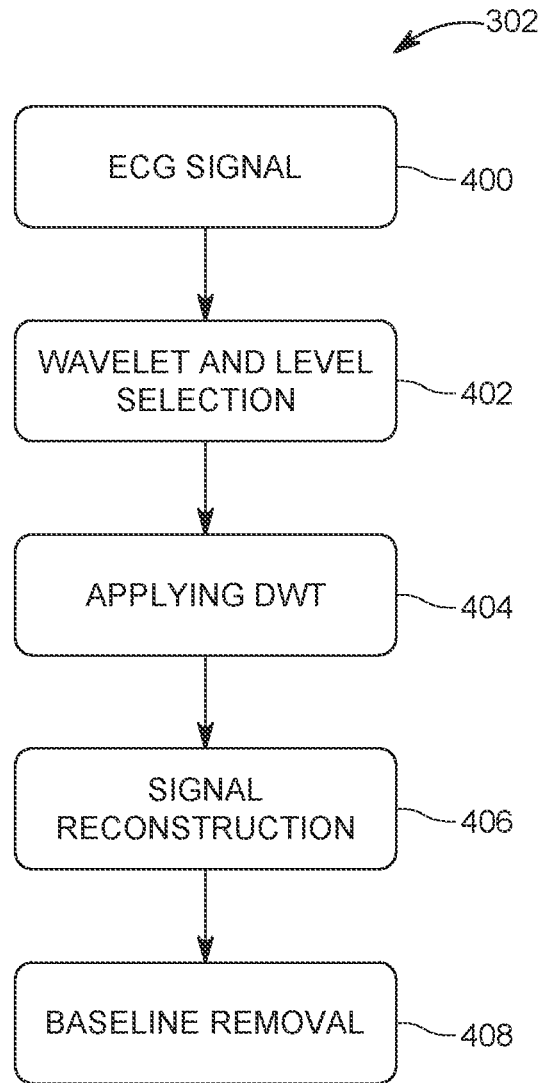 302
ECG SIGNAL
400
WAVELET AND LEVEL
SELECTION
402
APPLYING DWT
404
SIGNAL
RECONSTRUCTION
406
BASELINE REMOVAL
408